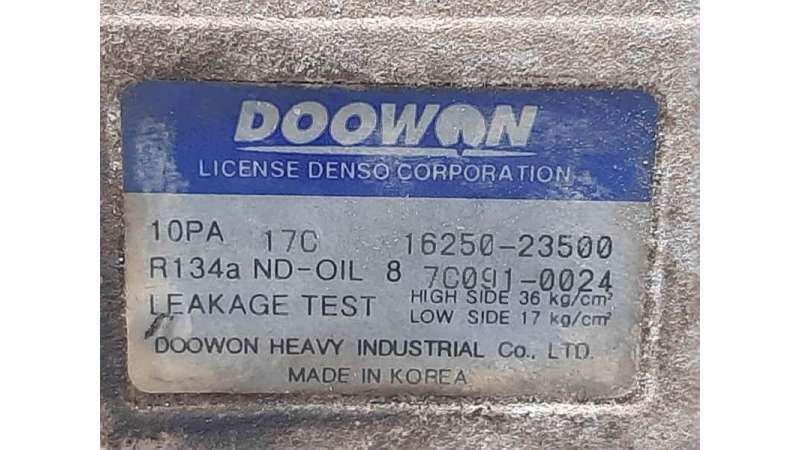 DOOWON
LICENSE DENSO CORPORATION
10PA 17C 16250-23500
R134a ND-OIL 8 7C091-0024
LEAKAGE TEST HIGH SIDE 36 kg/cm²
LOW SIDE 17 kg/cm²
DOOWON HEAVY INDUSTRIAL Co., LTD.
MADE IN KOREA